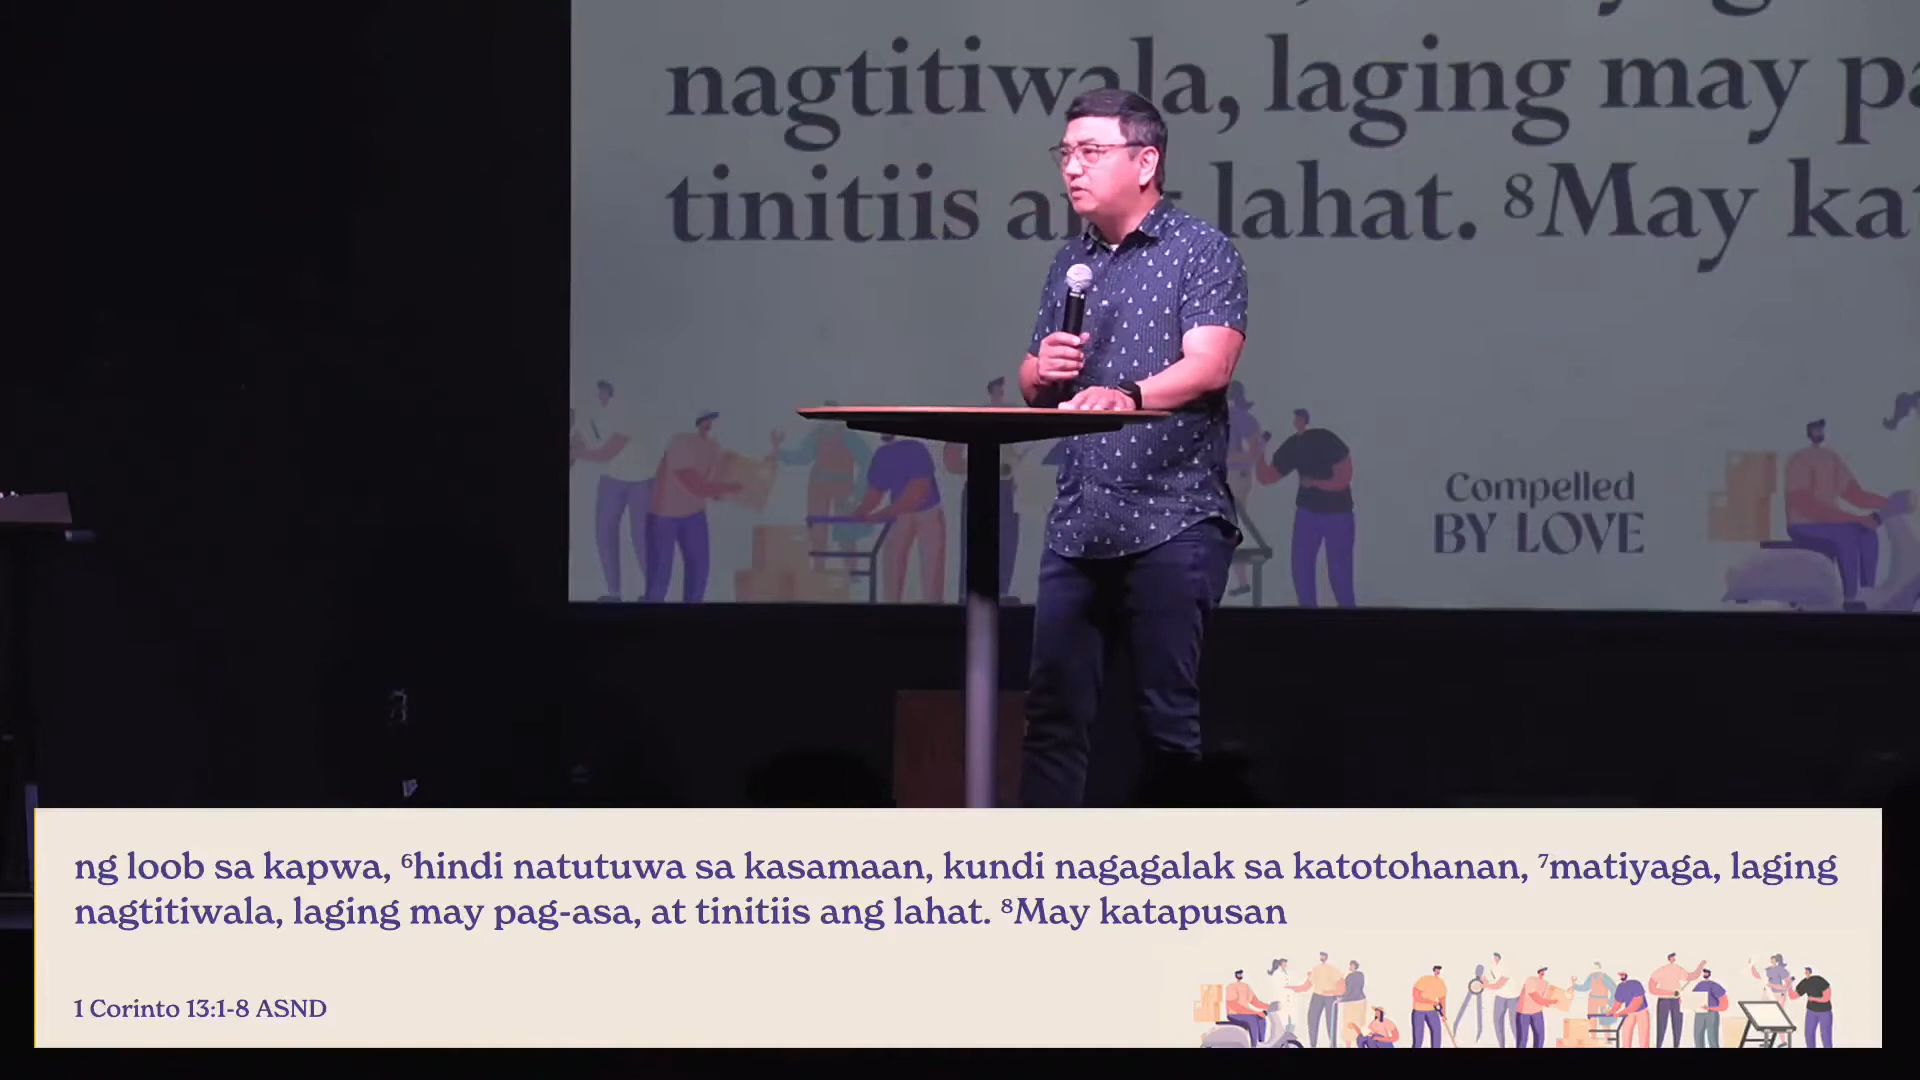 nagtitiwala, laging may
tinitiis ang lahat. ⁸May
Compelled
BY LOVE
ng loob sa kapwa, ⁶hindi natutuwa sa kasamaan, kundi nagagalak sa katotohanan, ⁷matiyaga, laging
nagtitiwala, laging may pag-asa, at tinitiis ang lahat. ⁸May katapusan
1 Corinto 13:1-8 ASND